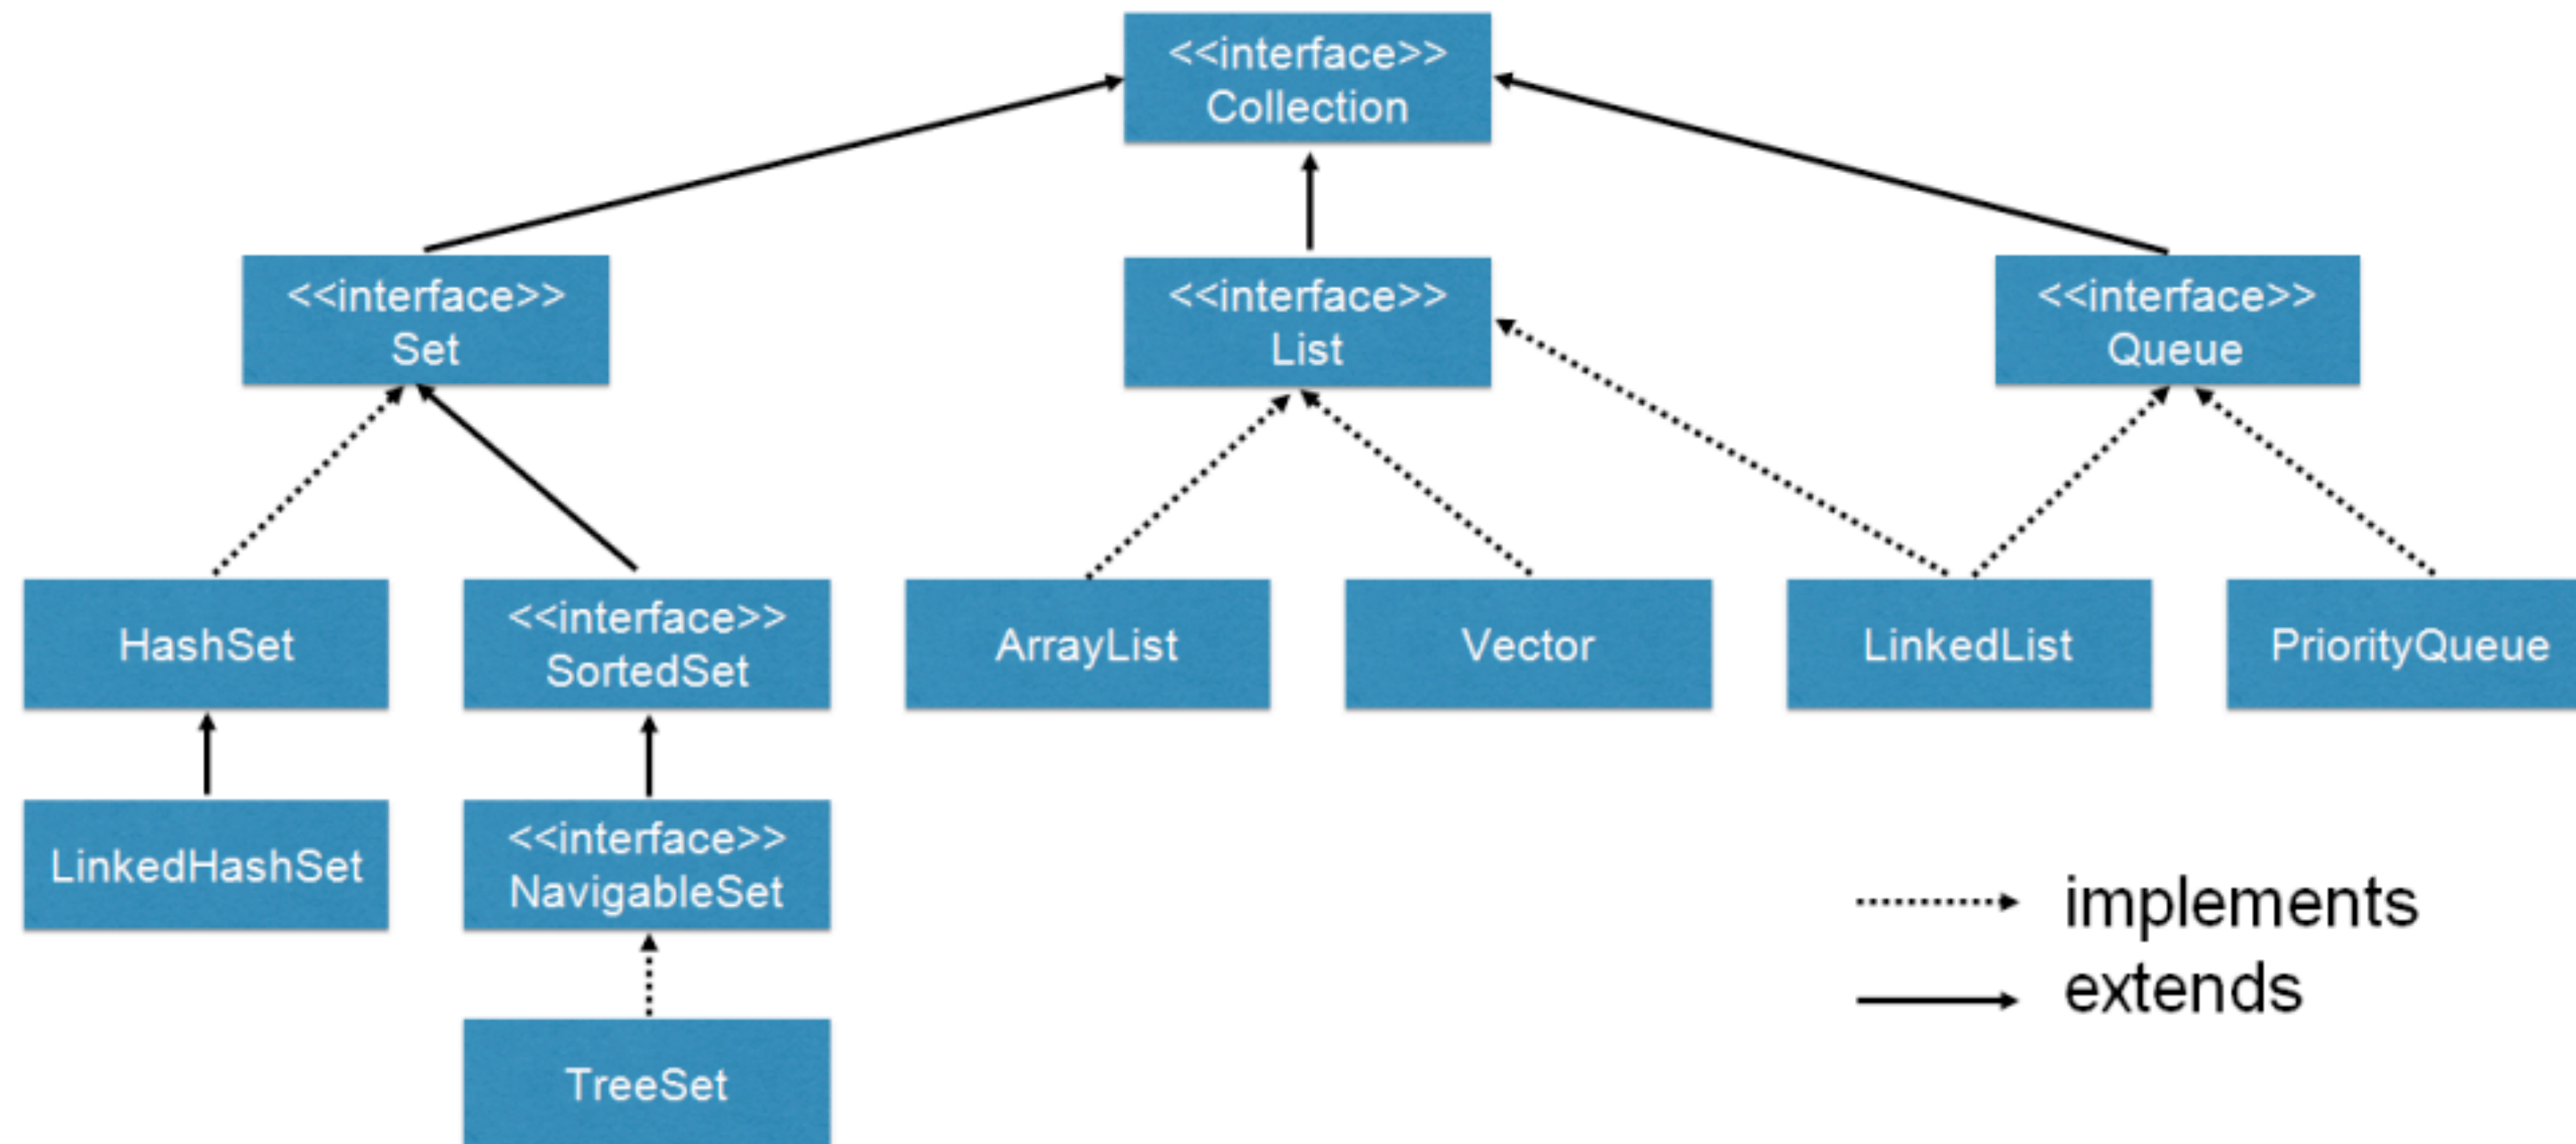 <<interface>>
Collection
<<interface>>
Set
<<interface>>
List
<<interface>>
Queue
HashSet
<<interface>>
SortedSet
ArrayList
Vector
LinkedList
PriorityQueue
LinkedHashSet
<<interface>>
NavigableSet
implements
extends
TreeSet